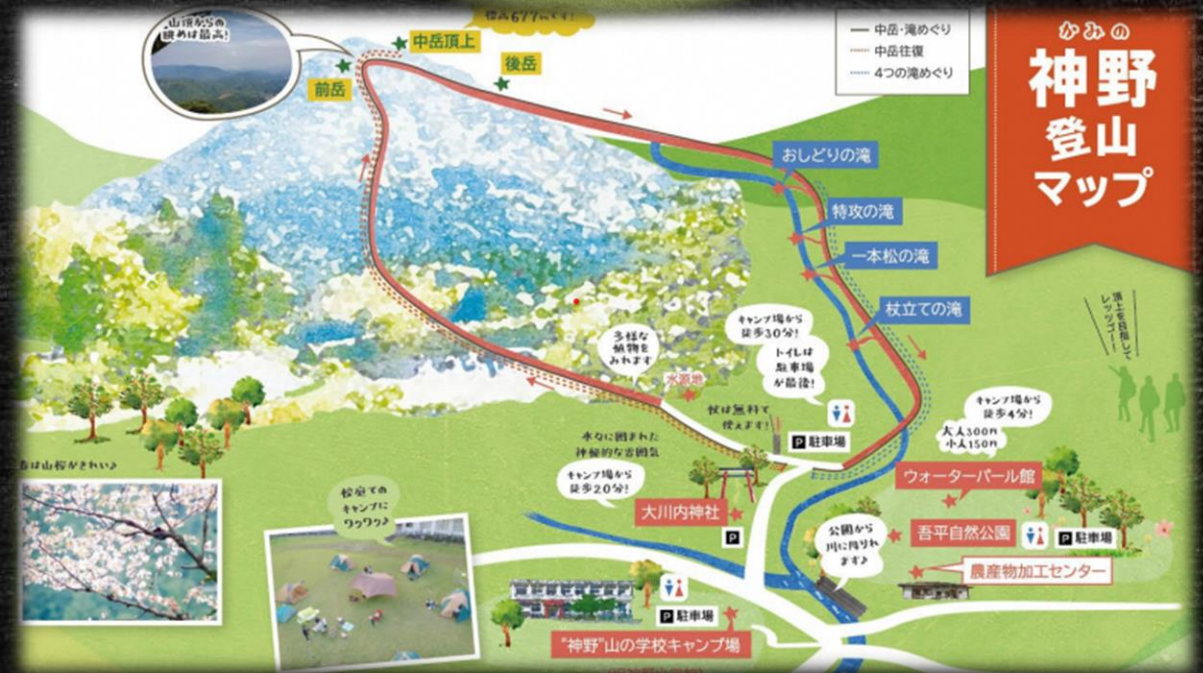 山頂からの
眺めは最高!
標高677mです!
中岳頂上
前岳
後岳
中岳・滝めぐり
中岳往復
4つの滝めぐり
かみの
神野
登山
マップ
おしどりの滝
特攻の滝
一本松の滝
杖立ての滝
頂上を目指して
レッツゴー!
多様な
植物を
みれます
水源地
キャンプ場から
徒歩30分!
トイレは
駐車場
が最後!
杖は無料で
使えます!
P 駐車場
キャンプ場から
徒歩4分!
大人300円
小人150円
木々に囲まれた
神秘的な雰囲気
キャンプ場から
徒歩20分!
大川内神社
P
ウォーターパール館
吾平自然公園
P 駐車場
農産物加工センター
公園から
川に降りれ
ます♪
は山桜がきれい♪
校庭での
キャンプに
ワクワク♪
P 駐車場
"神野"山の学校キャンプ場